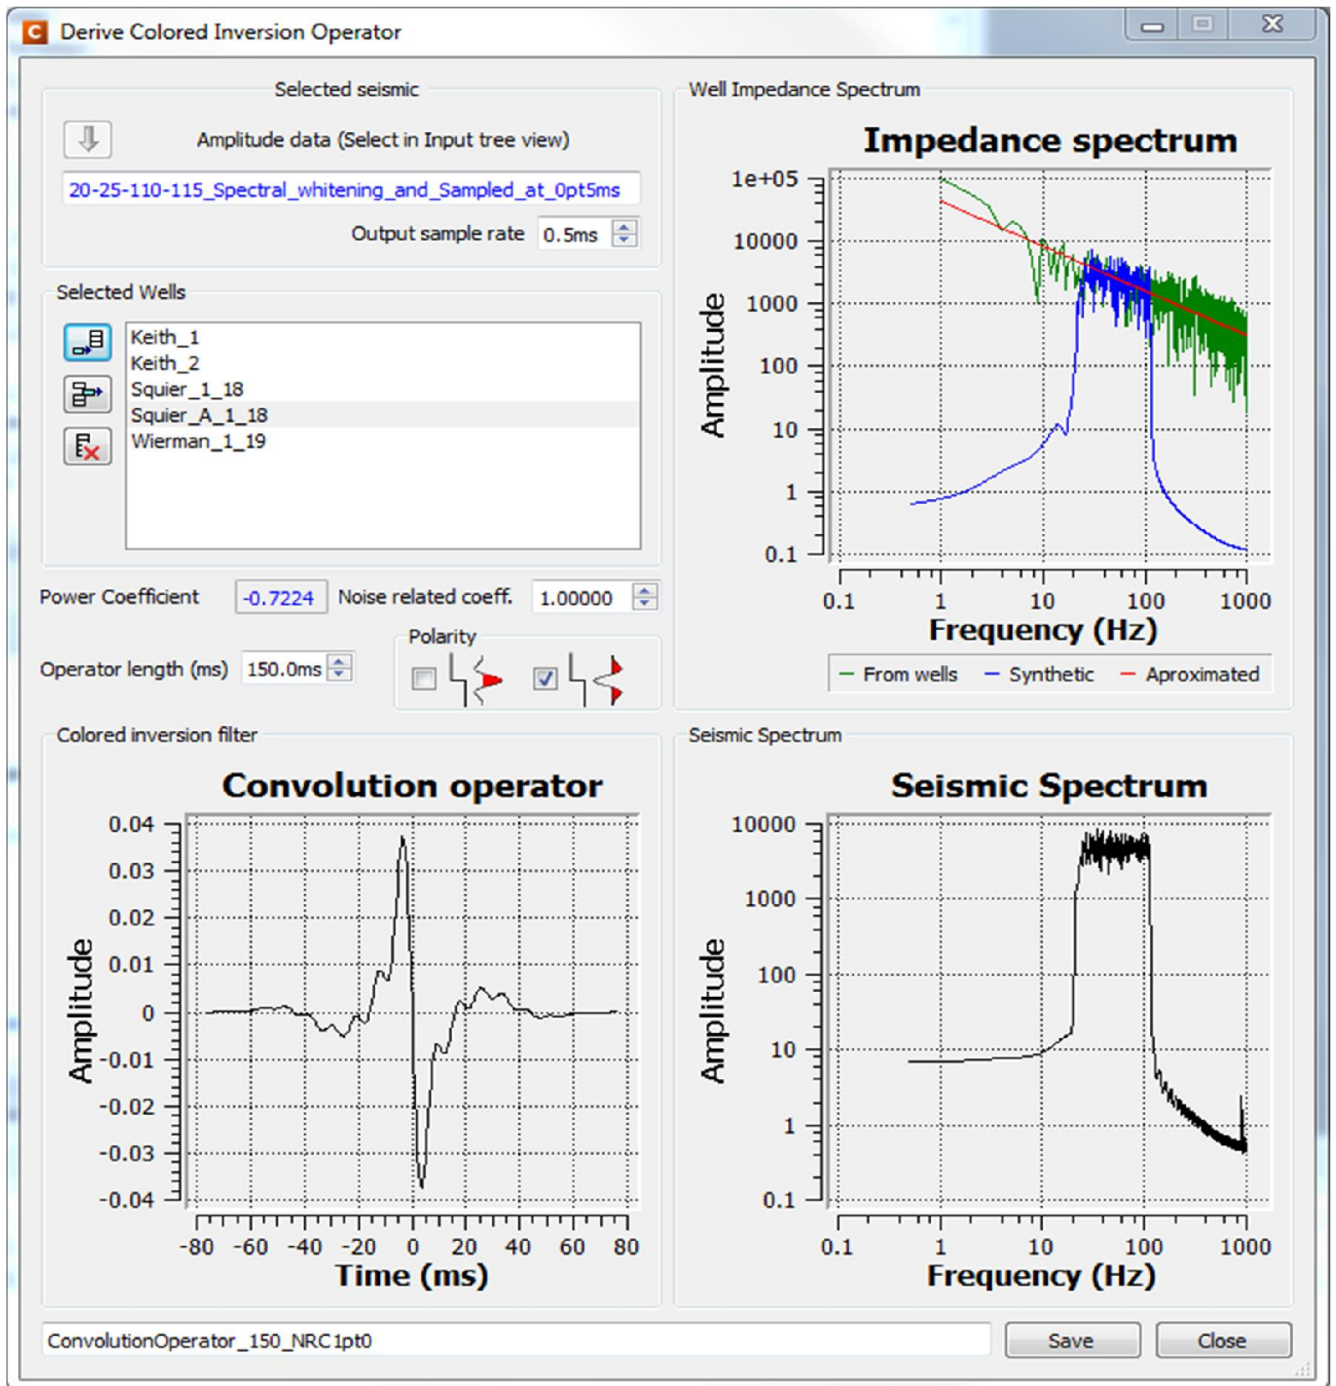 C Derive Colored Inversion Operator
Selected seismic
Amplitude data (Select in Input tree view)
20-25-110-115_Spectral_whitening_and_Sampled_at_0pt5ms
Output sample rate 0.5ms
Selected Wells
Keith_1
Keith_2
Squier_1_18
Squier_A_1_18
Wierman_1_19
Power Coefficient -0.7224 Noise related coeff. 1.00000
Operator length (ms) 150.0ms
Polarity
Well Impedance Spectrum
Impedance spectrum
1e+05
10000
1000
100
10
1
0.1
Amplitude
0.1 1 10 100 1000
Frequency (Hz)
From wells Synthetic Aproximated
Colored inversion filter
Convolution operator
0.04
0.03
0.02
0.01
0
-0.01
-0.02
-0.03
-0.04
Amplitude
-80 -60 -40 -20 0 20 40 60 80
Time (ms)
Seismic Spectrum
Seismic Spectrum
10000
1000
100
10
1
0.1
Amplitude
0.1 1 10 100 1000
Frequency (Hz)
ConvolutionOperator_150_NRC1pt0
Save Close